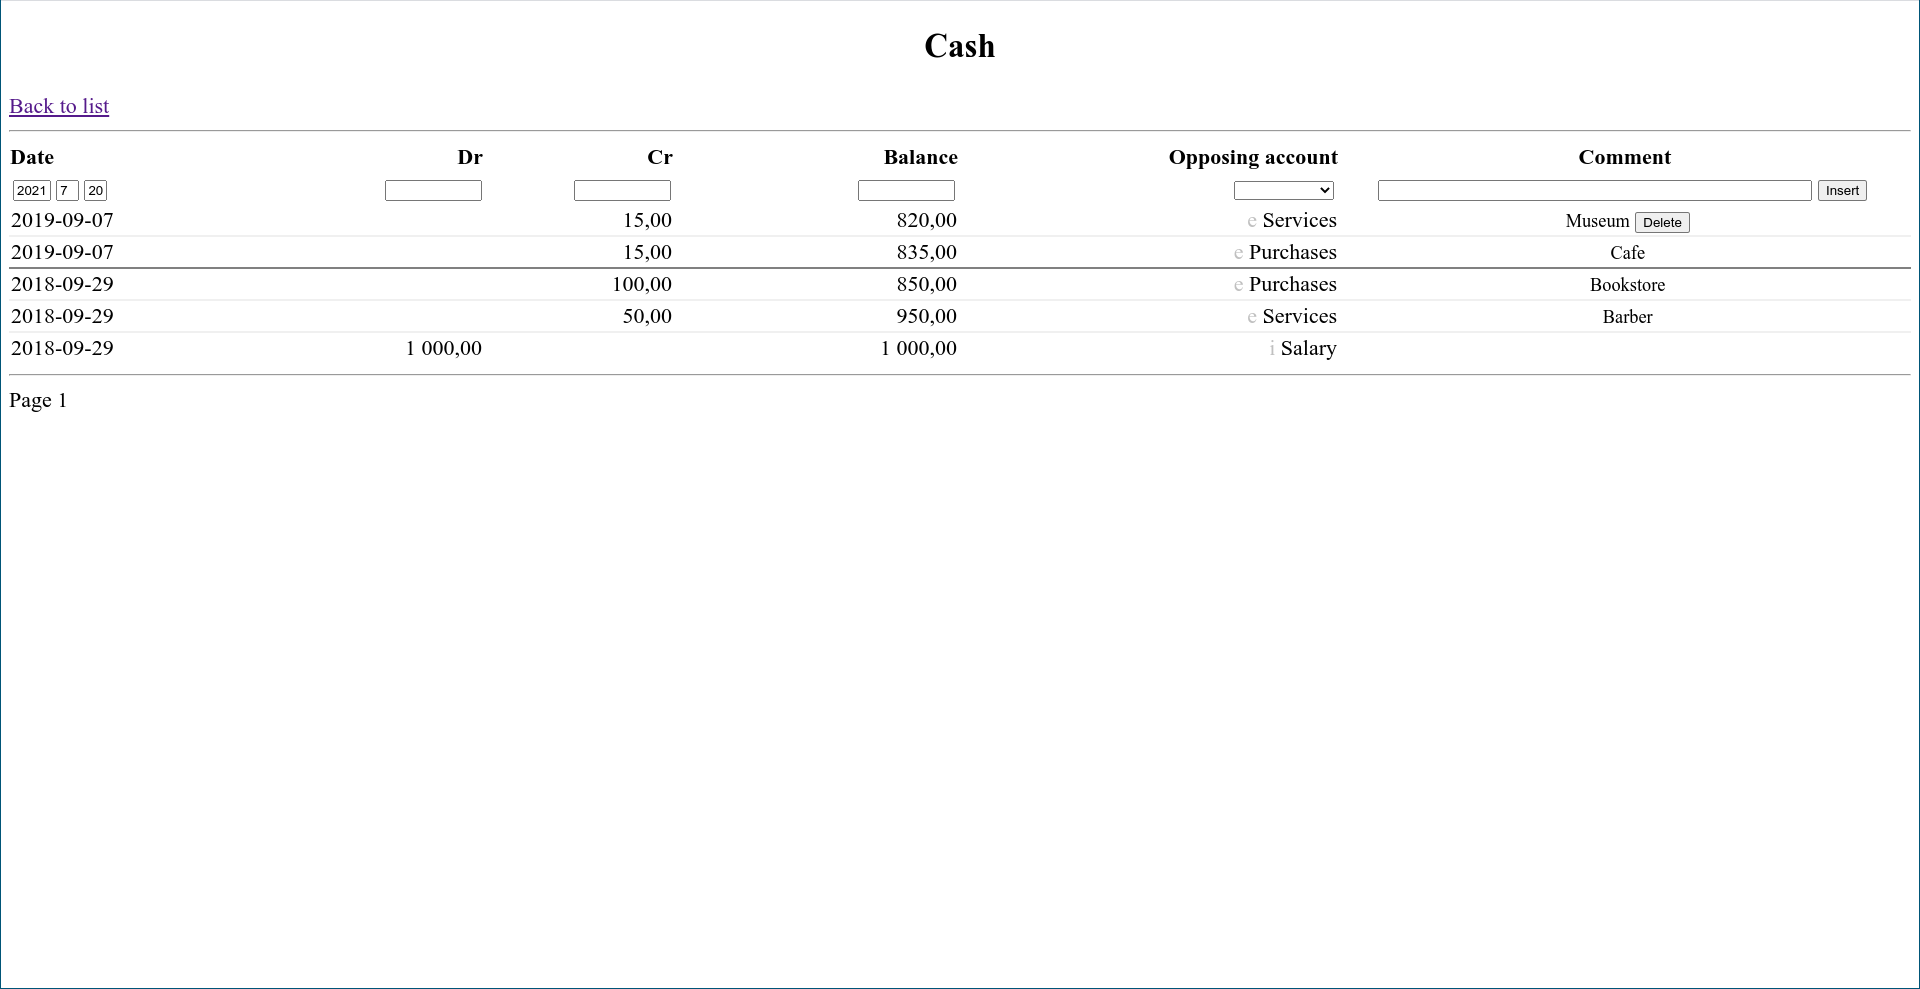 Cash
Back to list
Date Dr Cr Balance Opposing account Comment
2021 7 20 Insert
2019-09-07 15,00 820,00 e Services Museum Delete
2019-09-07 15,00 835,00 e Purchases Cafe
2018-09-29 100,00 850,00 e Purchases Bookstore
2018-09-29 50,00 950,00 e Services Barber
2018-09-29 1 000,00 1 000,00 i Salary
Page 1